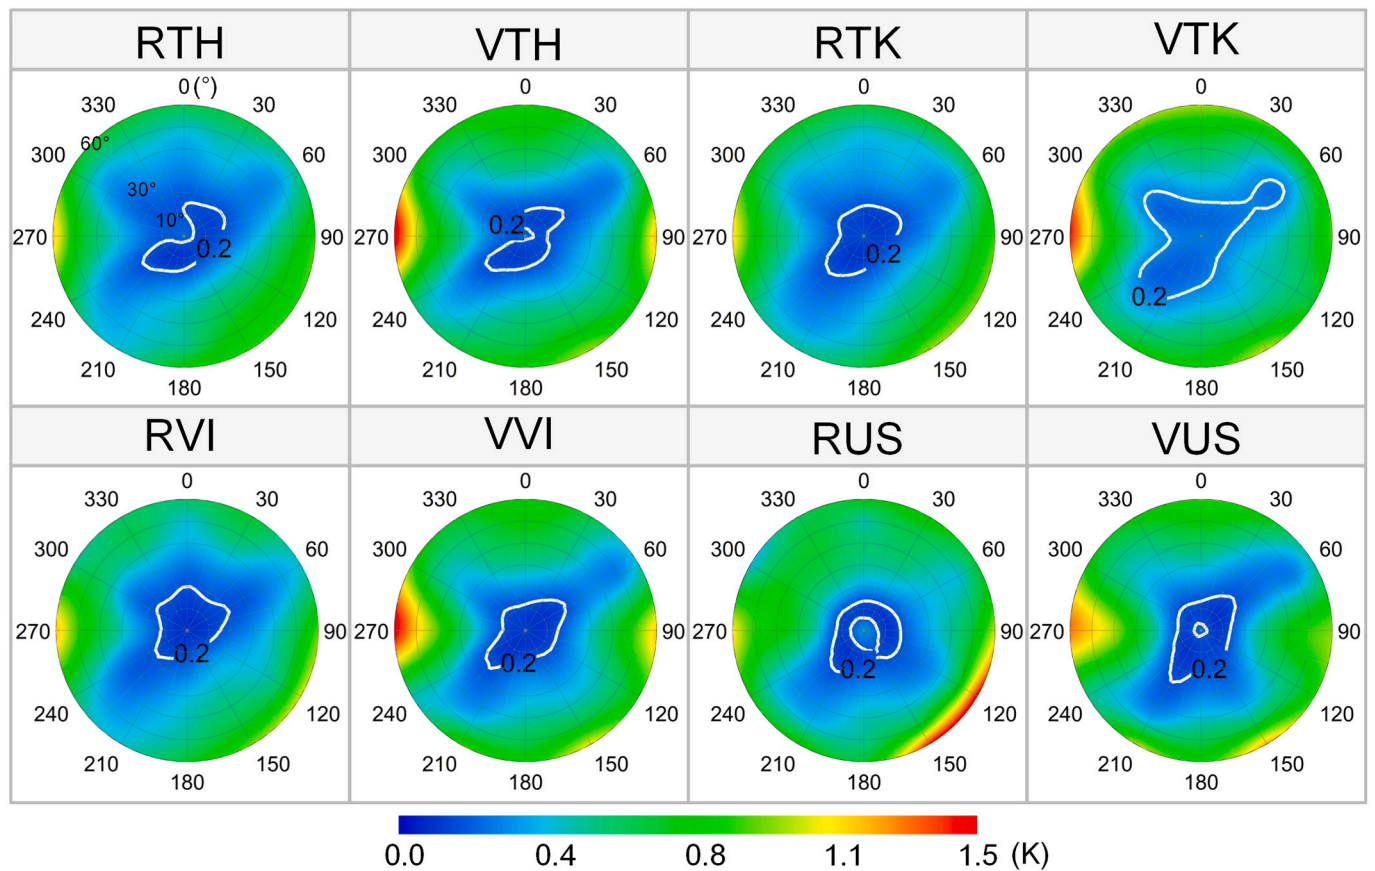 RTH VTH RTK VTK
0 (°) 0 0 0
330 30 330 30 330 30 330 30
60°
300 60 300 60 300 60 300 60
30°
10° 0.2
270 0.2 90 270 90 270 0.2 90 270 90
0.2
240 120 240 120 240 120 240 120
210 150 210 150 210 150 210 150
180 180 180 180
RVI VVI RUS VUS
0 0 0 0
330 30 330 30 330 30 330 30
300 60 300 60 300 60 300 60
270 90 270 90 270 90 270 90
0.2 0.2 0.2 0.2
240 120 240 120 240 120 240 120
210 150 210 150 210 150 210 150
180 180 180 180
0.0 0.4 0.8 1.1 1.5 (K)